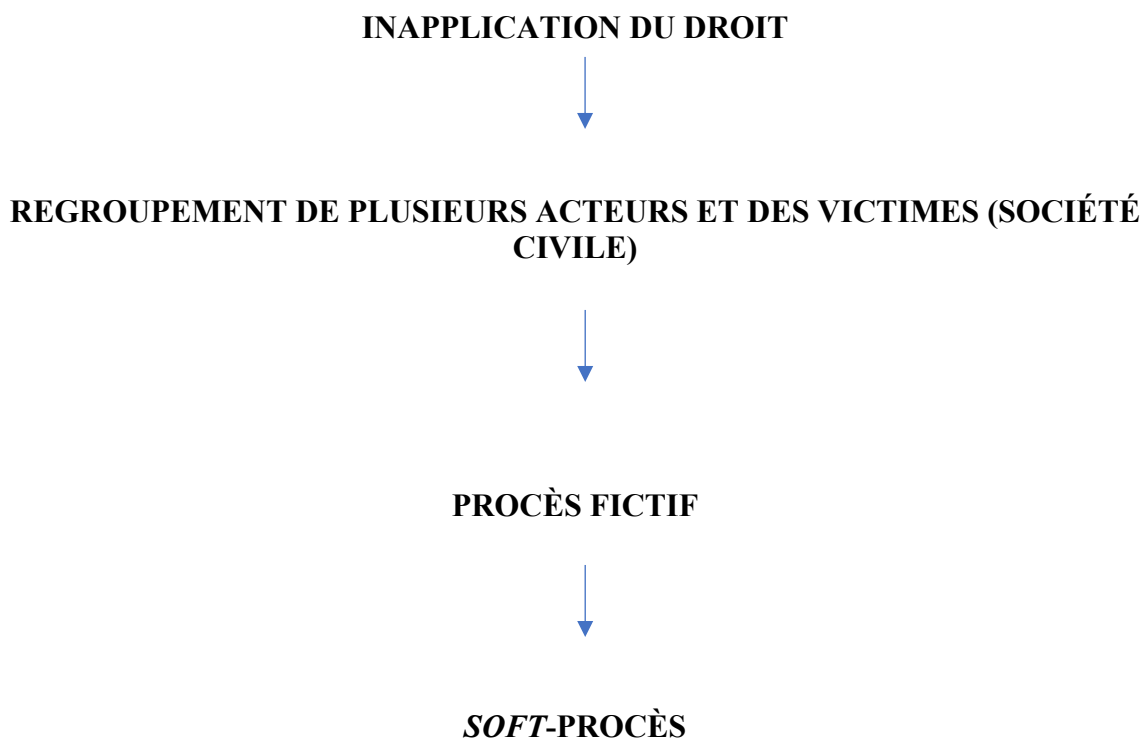 INAPPLICATION DU DROIT
REGROUPEMENT DE PLUSIEURS ACTEURS ET DES VICTIMES (SOCIÉTÉ
CIVILE)
PROCÈS FICTIF
SOFT-PROCÈS